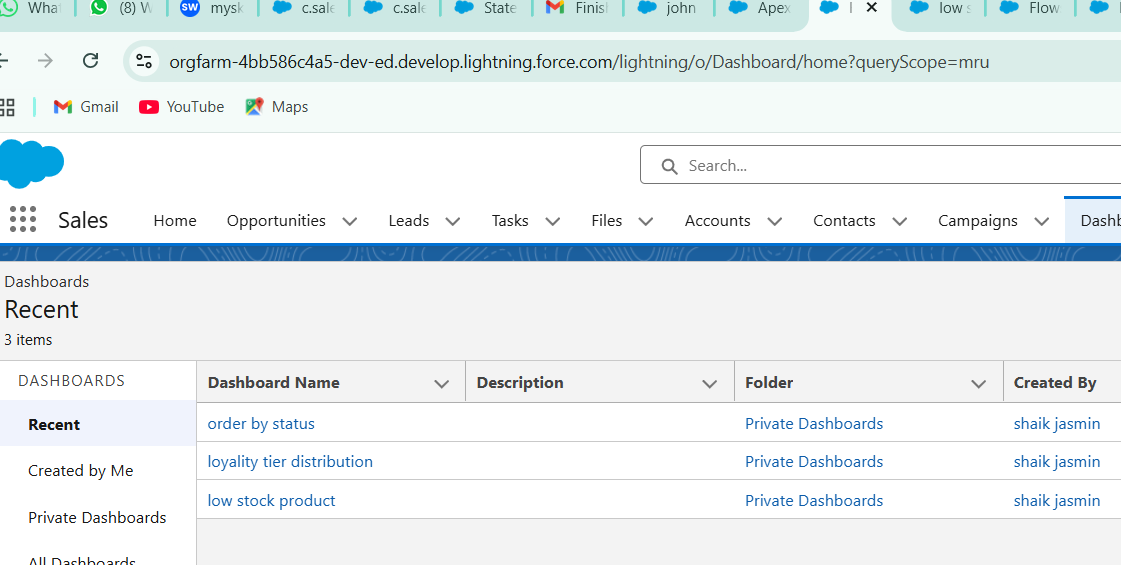 What (8) W SW mysk c.sale c.sale State Finis john Apex low s Flow
orgfarm-4bb586c4a5-dev-ed.develop.lightning.force.com/lightning/o/Dashboard/home?queryScope=mru
Gmail YouTube Maps
Search...
Sales Home Opportunities Leads Tasks Files Accounts Contacts Campaigns Dashb
Dashboards
Recent
3 items
DASHBOARDS Dashboard Name Description Folder Created By
Recent order by status Private Dashboards shaik jasmin
Created by Me loyality tier distribution Private Dashboards shaik jasmin
Private Dashboards low stock product Private Dashboards shaik jasmin
All Dashboards